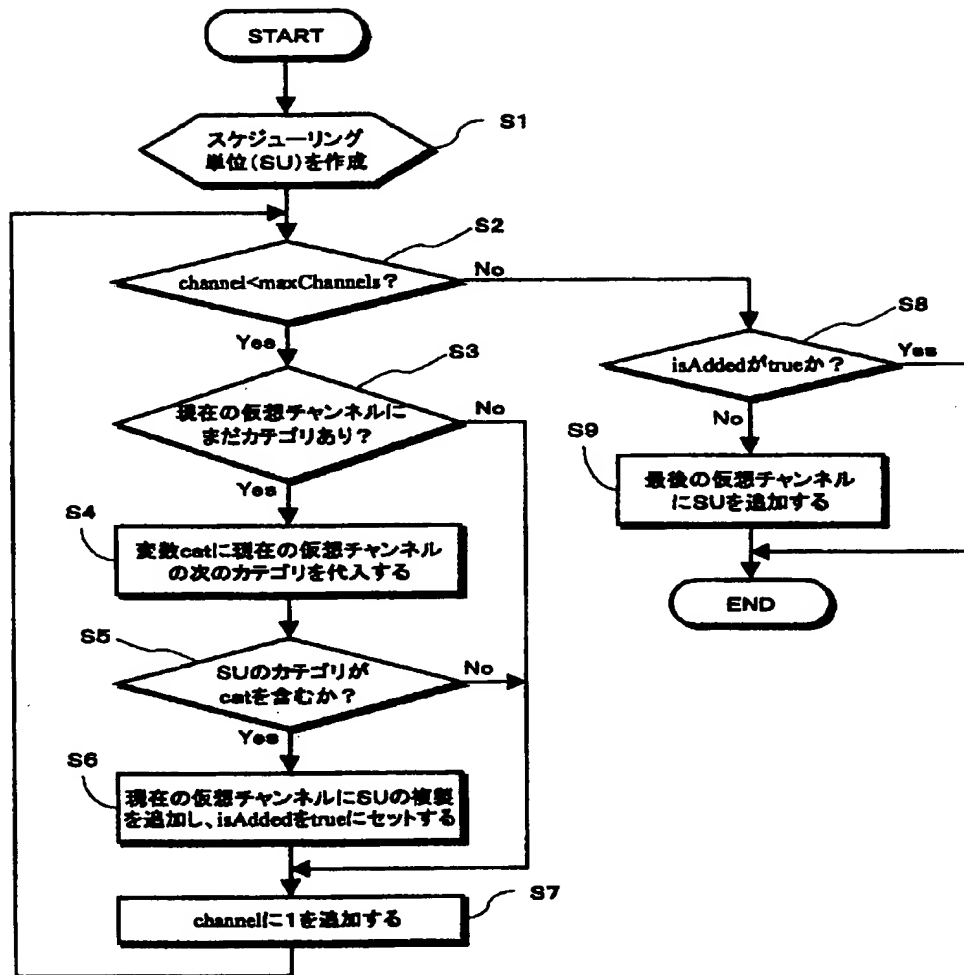 START
スケジューリング
単位(SU)を作成
S1
S2
channel<maxChannels?
No
Yes
S3
現在の仮想チャンネルに
まだカテゴリあり?
No
Yes
S4
変数catに現在の仮想チャンネル
の次のカテゴリを代入する
S5
SUのカテゴリが
catを含むか?
No
Yes
S6
現在の仮想チャンネルにSUの複製
を追加し、isAddedをtrueにセットする
S7
channelに1を追加する
S8
isAddedがtrueか?
Yes
No
S9
最後の仮想チャンネル
にSUを追加する
END